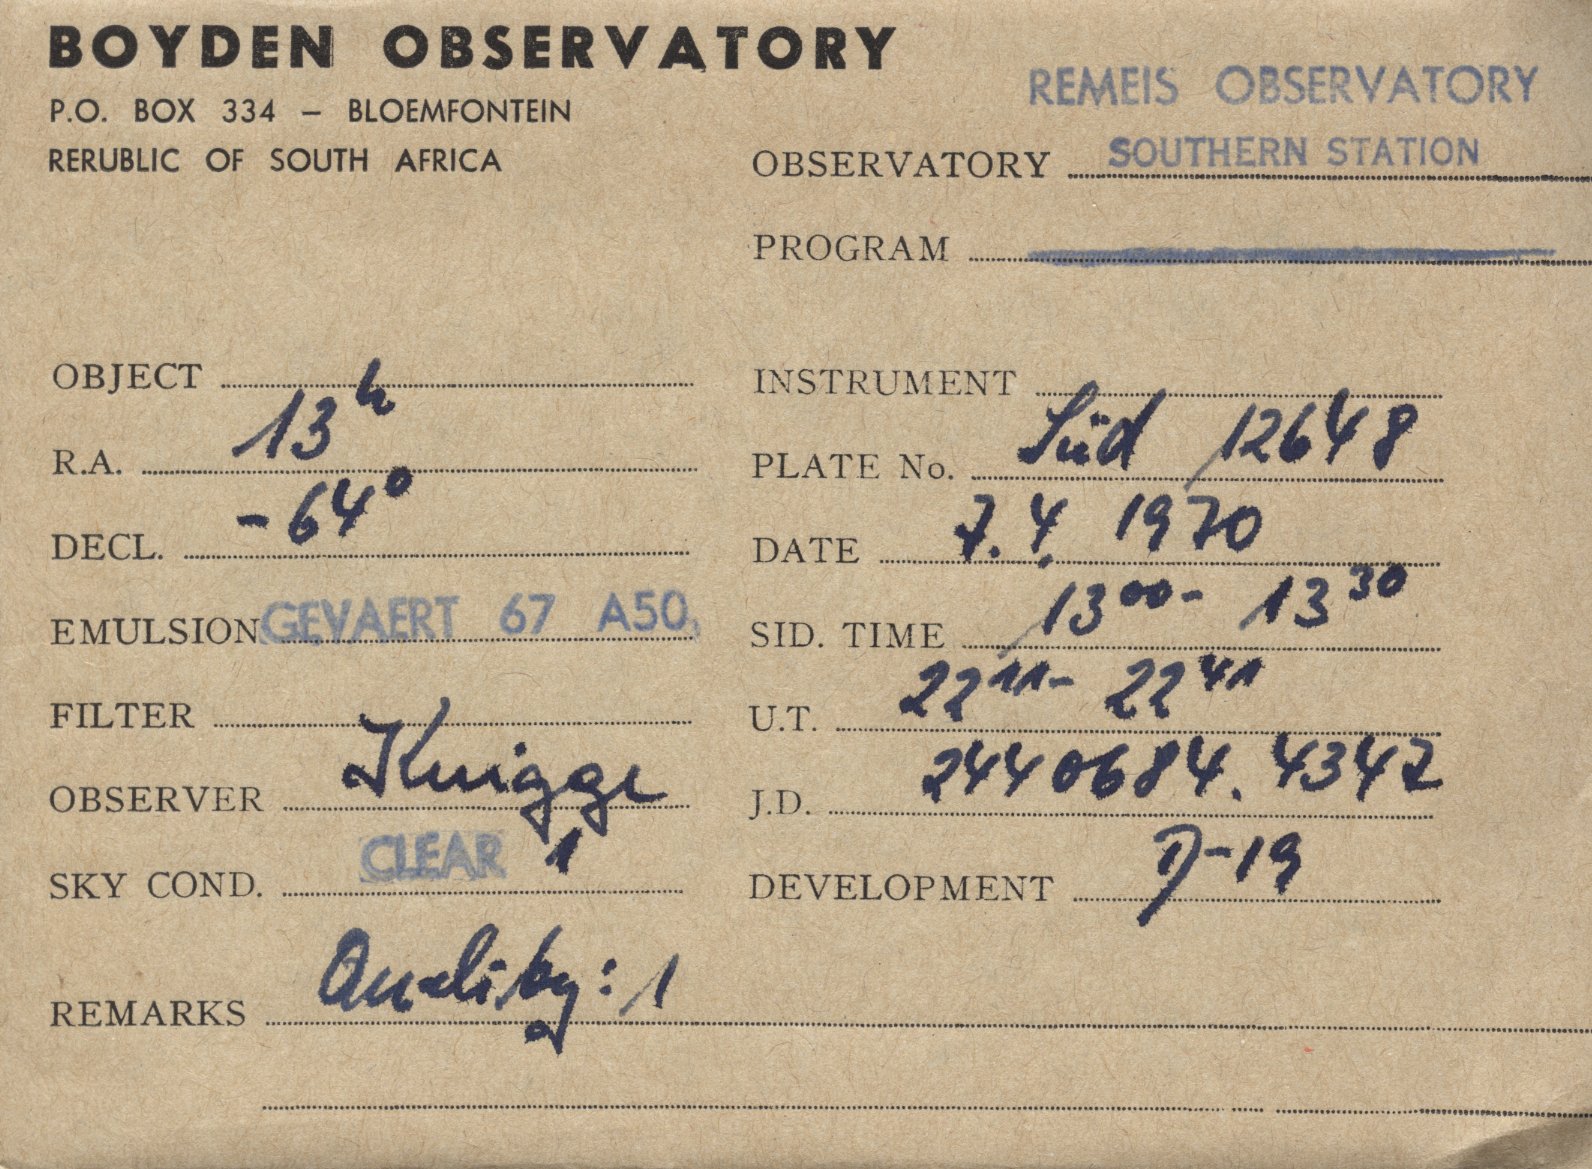 BOYDEN OBSERVATORY
P.O. BOX 334 – BLOEMFONTEIN
RERUBLIC OF SOUTH AFRICA
REMEIS OBSERVATORY
OBSERVATORY SOUTHERN STATION
PROGRAM
OBJECT
R.A. 13h
DECL. -64°
EMULSION GEVAERT 67 A50,
FILTER
OBSERVER Knigge
SKY COND. CLEAR 1
INSTRUMENT
PLATE No. Süd 12648
DATE 7.4. 1970
SID. TIME 13 00 - 13 30
U.T. 22 11 - 22 41
J.D. 2440684.4342
DEVELOPMENT D-19
REMARKS Quality: 1